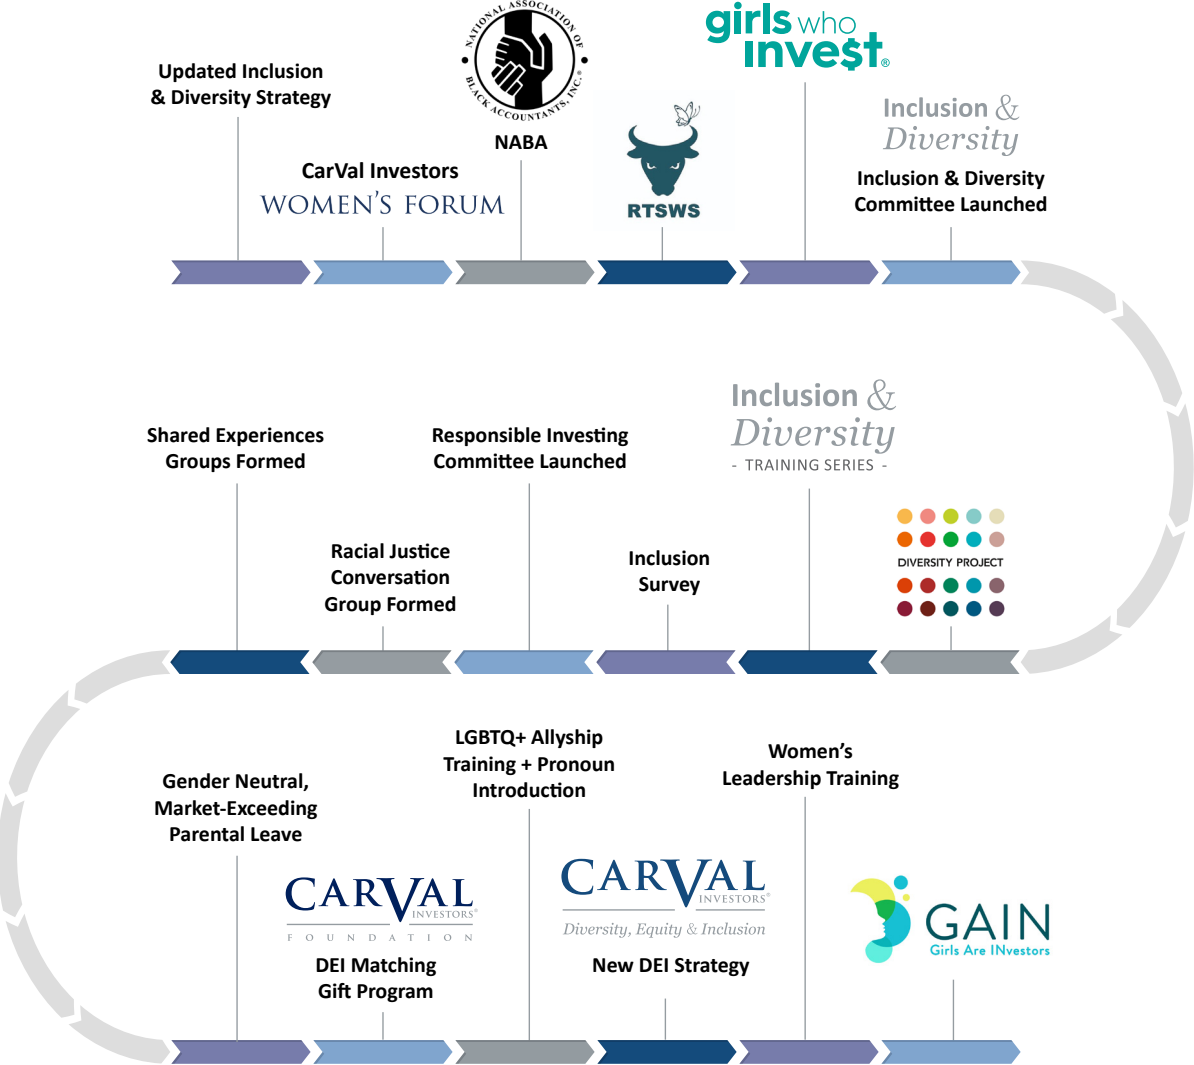 Updated Inclusion
& Diversity Strategy
CarVal Investors
WOMEN'S FORUM
NATIONAL ASSOCIATION OF
BLACK ACCOUNTANTS, INC.®
NABA
RTSWS
girls who
inve$t®
Inclusion &
Diversity
Inclusion & Diversity
Committee Launched
DIVERSITY PROJECT
Inclusion &
Diversity
- TRAINING SERIES -
Inclusion
Survey
Responsible Investing
Committee Launched
Racial Justice
Conversation
Group Formed
Shared Experiences
Groups Formed
Gender Neutral,
Market-Exceeding
Parental Leave
CARVAL
INVESTORS®
FOUNDATION
DEI Matching
Gift Program
LGBTQ+ Allyship
Training + Pronoun
Introduction
CARVAL
INVESTORS®
Diversity, Equity & Inclusion
New DEI Strategy
Women's
Leadership Training
GAIN
Girls Are INvestors